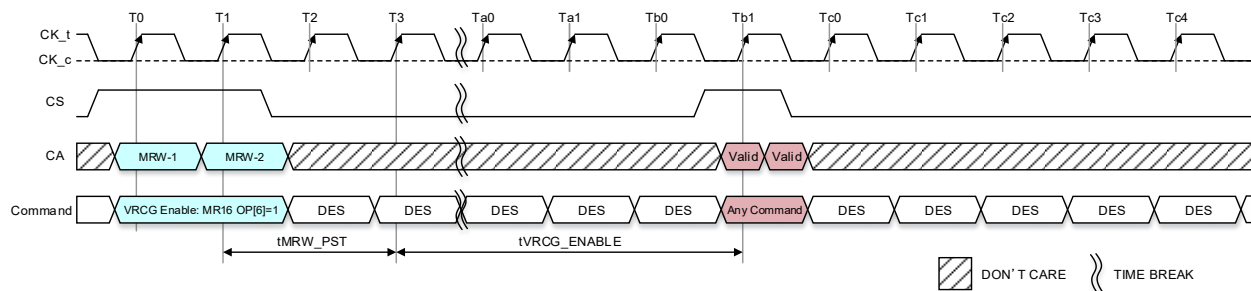 T0 T1 T2 T3 Ta0 Ta1 Tb0 Tb1 Tc0 Tc1 Tc2 Tc3 Tc4
CK_t
CK_c
CS
CA MRW-1 MRW-2 Valid Valid
Command VRCG Enable: MR16 OP[6]=1 DES DES DES DES DES Any Command DES DES DES DES DES
tMRW_PST tVRCG_ENABLE
DON'T CARE TIME BREAK